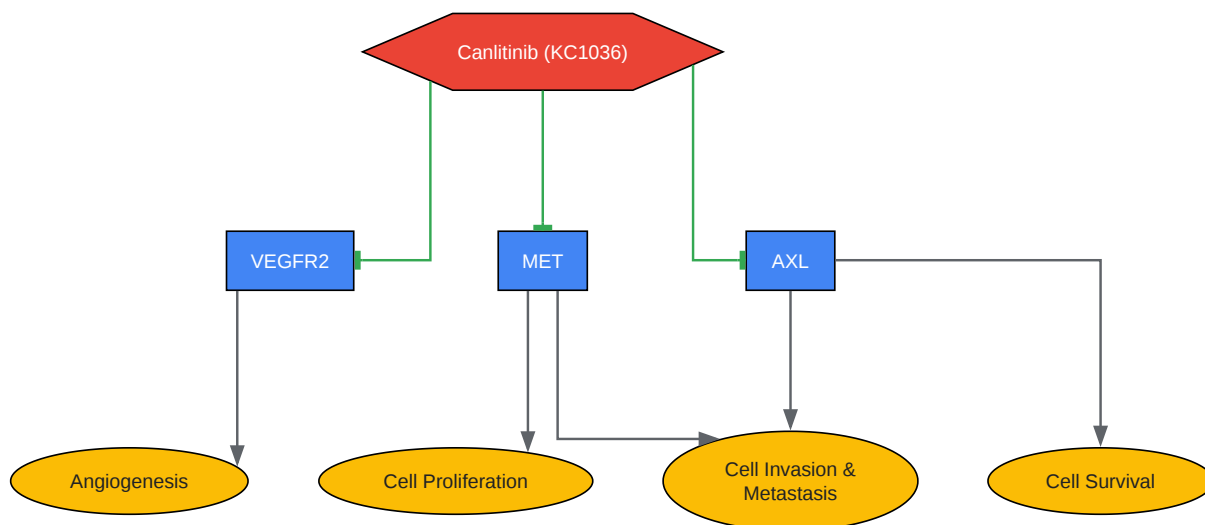 Canlitinib (KC1036)
VEGFR2
MET
AXL
Angiogenesis
Cell Proliferation
Cell Invasion &
Metastasis
Cell Survival